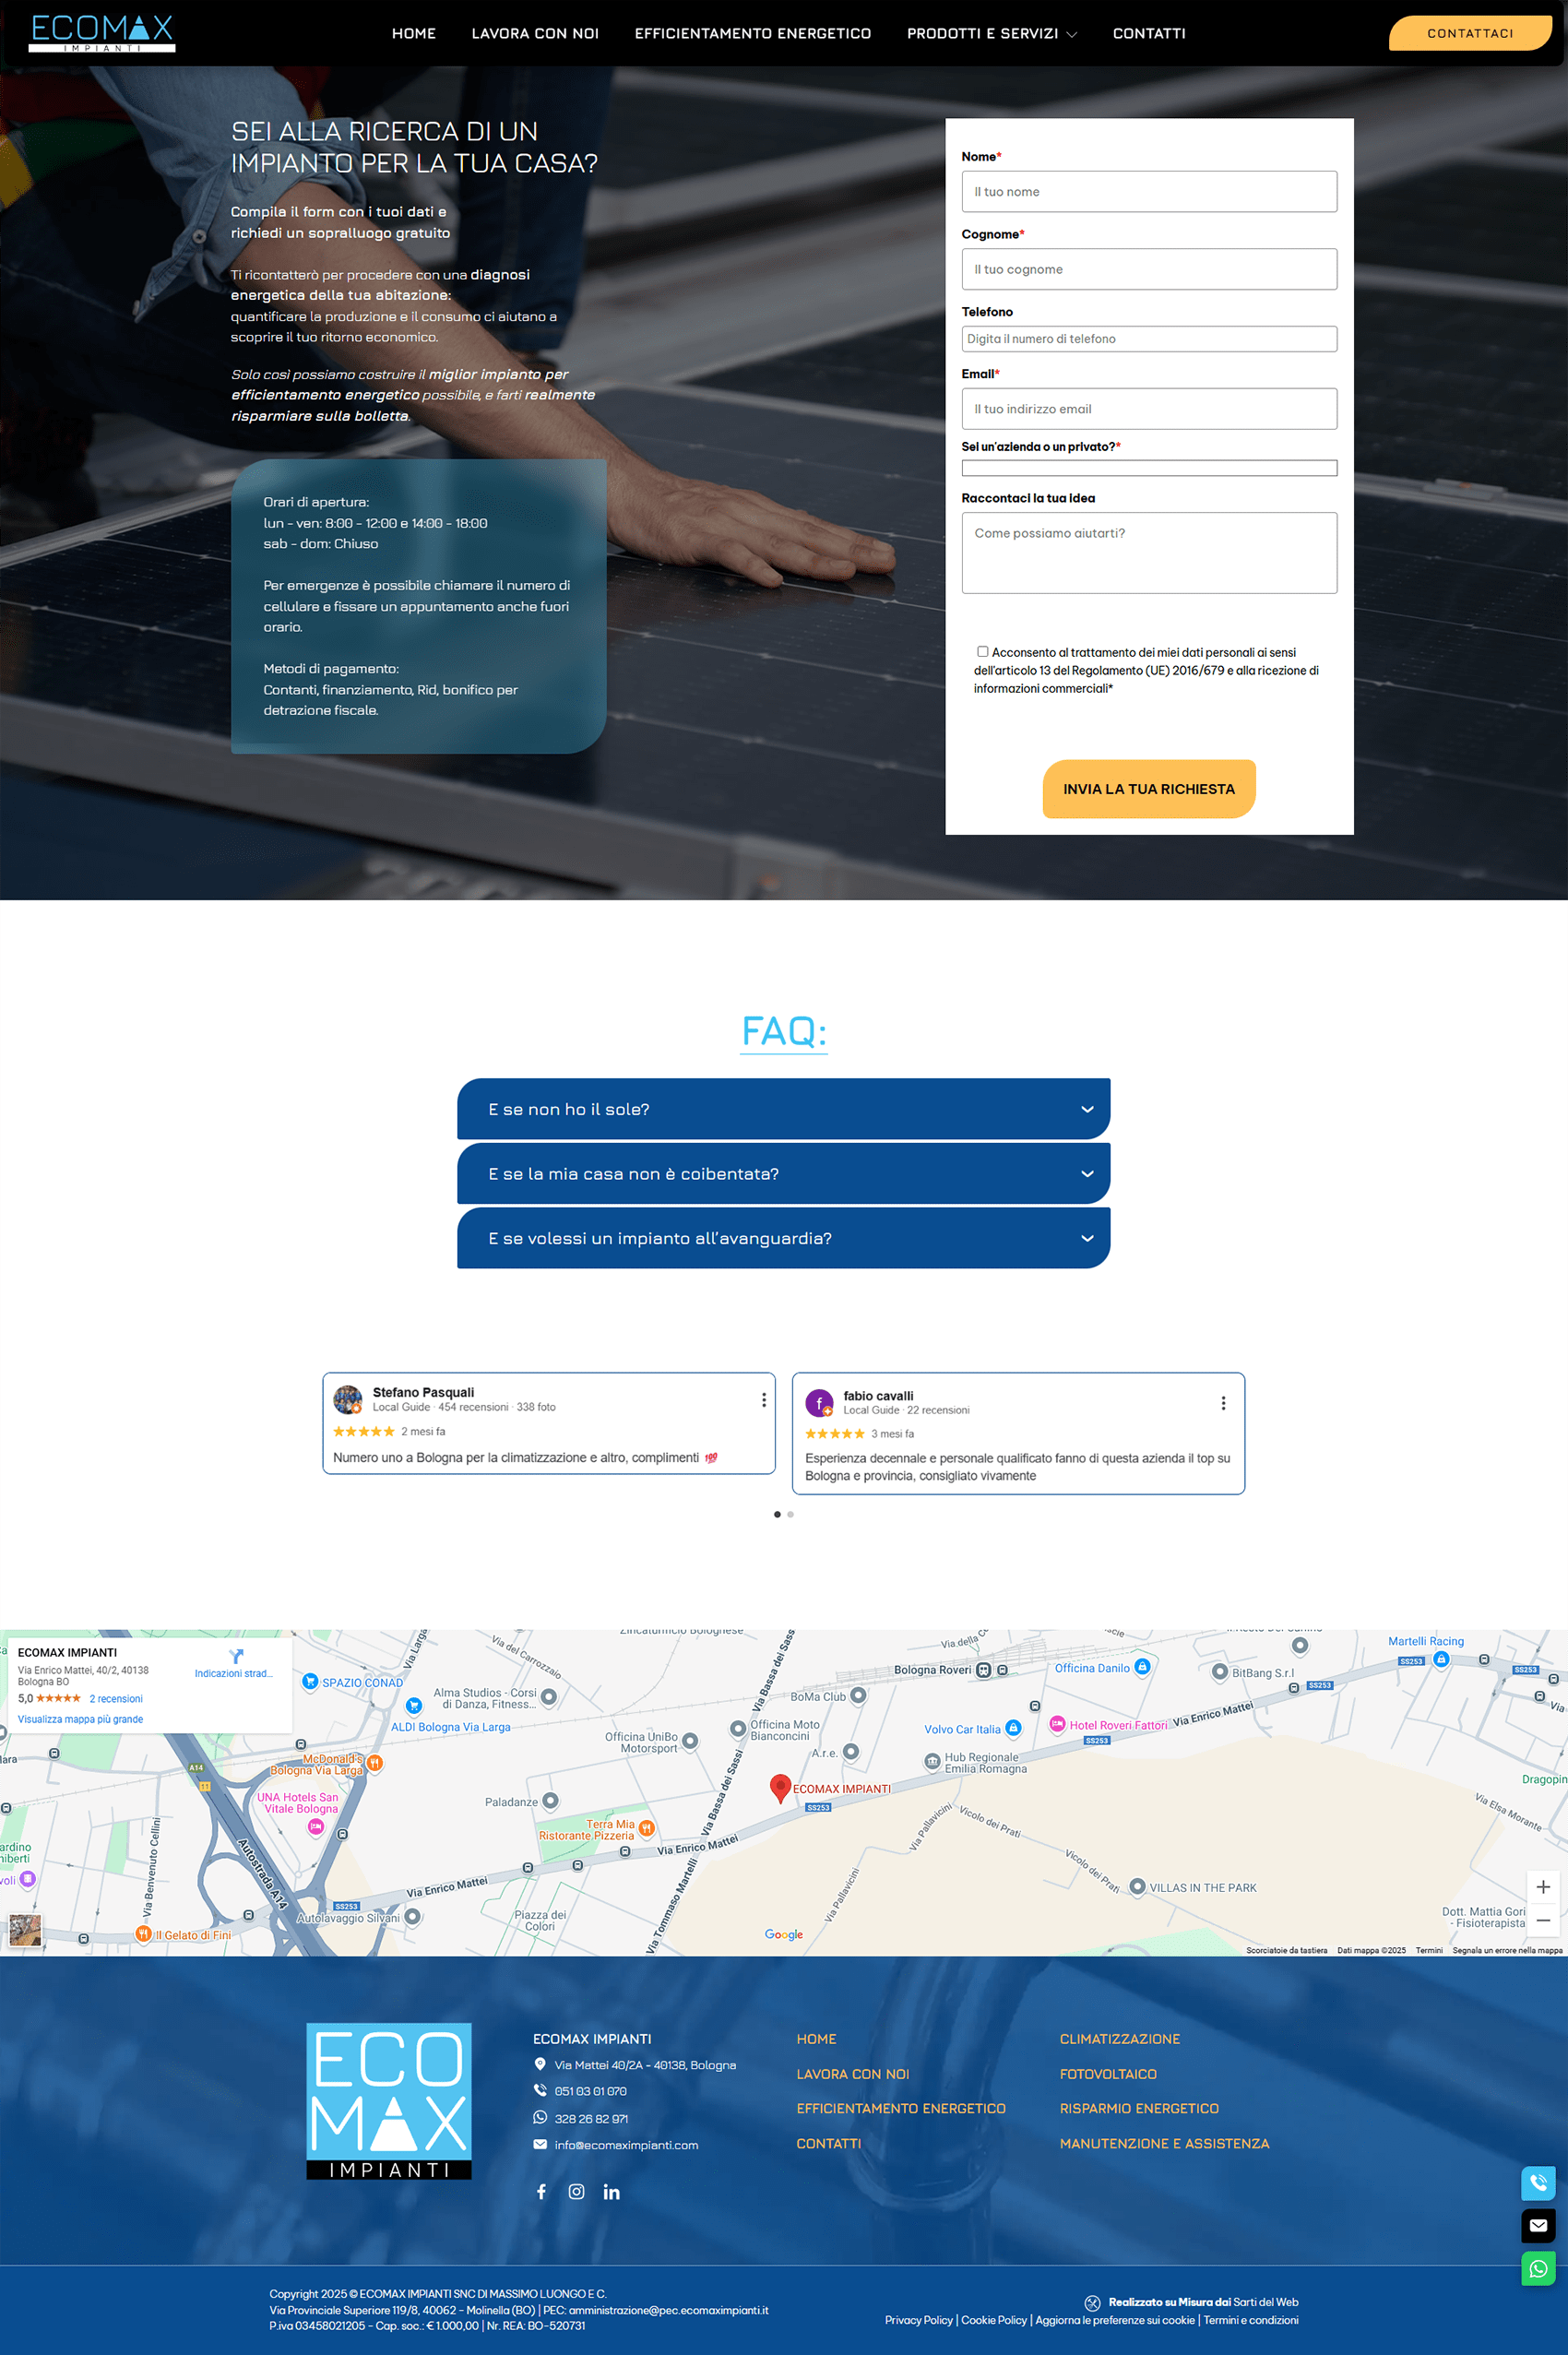 ECOMAX
IMPIANTI
HOME
LAVORA CON NOI
EFFICIENTAMENTO ENERGETICO
PRODOTTI E SERVIZI
CONTATTI
CONTATTACI
SEI ALLA RICERCA DI UN
IMPIANTO PER LA TUA CASA?
Compila il form con i tuoi dati e
richiedi un sopralluogo gratuito
Ti ricontatterò per procedere con una diagnosi
energetica della tua abitazione:
quantificare la produzione e il consumo ci aiutano a
scoprire il tuo ritorno economico.
Solo così possiamo costruire il miglior impianto per
efficientamento energetico possibile, e farti realmente
risparmiare sulla bolletta.
Orari di apertura:
lun - ven: 8:00 - 12:00 e 14:00 - 18:00
sab - dom: Chiuso
Per emergenze è possibile chiamare il numero di
cellulare e fissare un appuntamento anche fuori
orario.
Metodi di pagamento:
Contanti, finanziamento, Rid, bonifico per
detrazione fiscale.
Nome*
Il tuo nome
Cognome*
Il tuo cognome
Telefono
Digita il numero di telefono
Email*
Il tuo indirizzo email
Sei un'azienda o un privato?*
Raccontaci la tua idea
Come possiamo aiutarti?
Acconsento al trattamento dei miei dati personali ai sensi
dell'articolo 13 del Regolamento (UE) 2016/679 e alla ricezione di
informazioni commerciali*
INVIA LA TUA RICHIESTA
FAQ:
E se non ho il sole?
E se la mia casa non è coibentata?
E se volessi un impianto all'avanguardia?
Stefano Pasquali
Local Guide · 454 recensioni · 338 foto
2 mesi fa
Numero uno a Bologna per la climatizzazione e altro, complimenti 💯
f
fabio cavalli
Local Guide · 22 recensioni
3 mesi fa
Esperienza decennale e personale qualificato fanno di questa azienda il top su
Bologna e provincia, consigliato vivamente
ECOMAX IMPIANTI
Via Enrico Mattei, 40/2, 40138
Bologna BO
5,0
2 recensioni
Visualizza mappa più grande
Indicazioni strad...
SPAZIO CONAD
Via Larga
Via del Carrozzaio
Alma Studios - Corsi
di Danza, Fitness...
ALDI Bologna Via Larga
McDonald's
Bologna Via Larga
UNA Hotels San
Vitale Bologna
A14
11
Autostrada A14
Via Benvenuto Cellini
Il Gelato di Fini
SS253
Autolavaggio Silvani
Via Enrico Mattei
Paladanze
Terra Mia
Ristorante Pizzeria
Piazza dei
Colori
Via Enrico Mattei
Via Tommaso Martelli
Officina UniBo
Motorsport
Via Bassa dei Sassi
Officina Moto
Bianconcini
BoMa Club
A.r.e.
ECOMAX IMPIANTI
SS253
Bologna Roveri
Officina Danilo
Volvo Car Italia
Hotel Roveri Fattori
SS253
Via Enrico Mattei
Hub Regionale
Emilia Romagna
BitBang S.r.l
SS253
Martelli Racing
SS253
SS253
Via Pallavicini
Via Pallavicini
Vicolo dei Prati
Vicolo dei Prati
VILLAS IN THE PARK
Via Elsa Morante
Dott. Mattia Gori
- Fisioterapista
Google
Scorciatoie da tastiera
Dati mappa ©2025
Termini
Segnala un errore nella mappa
ECO
MAX
IMPIANTI
ECOMAX IMPIANTI
Via Mattei 40/2A - 40138, Bologna
051 03 01 070
328 26 82 971
info@ecomaximpianti.com
HOME
LAVORA CON NOI
EFFICIENTAMENTO ENERGETICO
CONTATTI
CLIMATIZZAZIONE
FOTOVOLTAICO
RISPARMIO ENERGETICO
MANUTENZIONE E ASSISTENZA
Copyright 2025 © ECOMAX IMPIANTI SNC DI MASSIMO LUONGO E C.
Via Provinciale Superiore 119/8, 40062 - Molinella (BO) | PEC: amministrazione@pec.ecomaximpianti.it
P.iva 03458021205 - Cap. soc.: € 1.000,00 | Nr. REA: BO-520731
Realizzato su Misura dai Sarti del Web
Privacy Policy | Cookie Policy | Aggiorna le preferenze sui cookie | Termini e condizioni